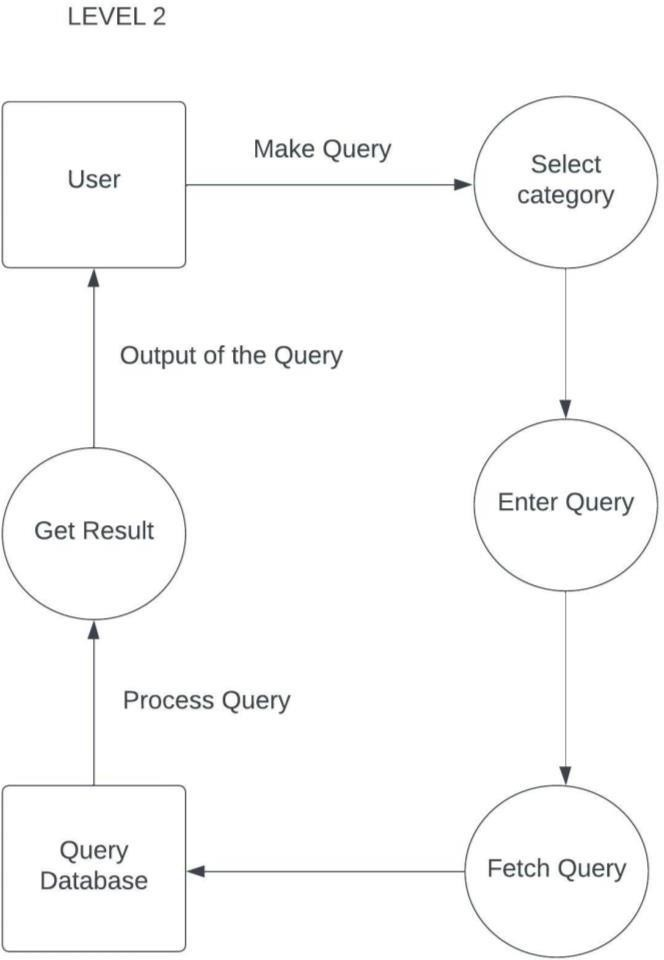 LEVEL 2
User
Make Query
Select
category
Output of the Query
Enter Query
Get Result
Process Query
Query
Database
Fetch Query